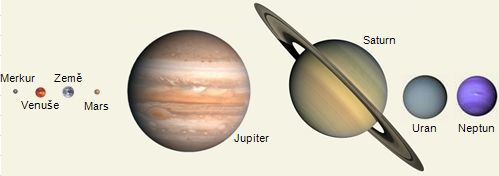 Merkur
Venuše
Země
Mars
Jupiter
Saturn
Uran
Neptun